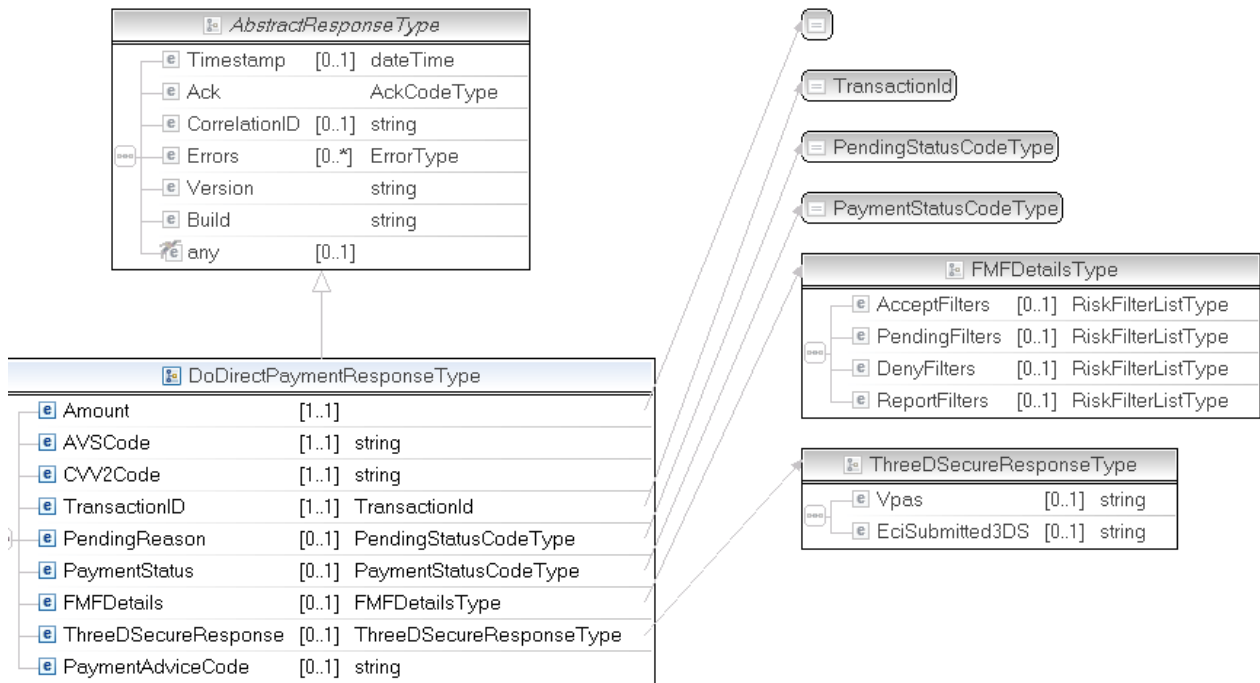 AbstractResponseType
Timestamp [0..1] dateTime
Ack AckCodeType
CorrelationID [0..1] string
Errors [0..*] ErrorType
Version string
Build string
any [0..1]
DoDirectPaymentResponseType
Amount [1..1]
AVSCode [1..1] string
CVV2Code [1..1] string
TransactionID [1..1] TransactionId
PendingReason [0..1] PendingStatusCodeType
PaymentStatus [0..1] PaymentStatusCodeType
FMFDetails [0..1] FMFDetailsType
ThreeDSecureResponse [0..1] ThreeDSecureResponseType
PaymentAdviceCode [0..1] string
TransactionId
PendingStatusCodeType
PaymentStatusCodeType
FMFDetailsType
AcceptFilters [0..1] RiskFilterListType
PendingFilters [0..1] RiskFilterListType
DenyFilters [0..1] RiskFilterListType
ReportFilters [0..1] RiskFilterListType
ThreeDSecureResponseType
Vpas [0..1] string
EciSubmitted3DS [0..1] string